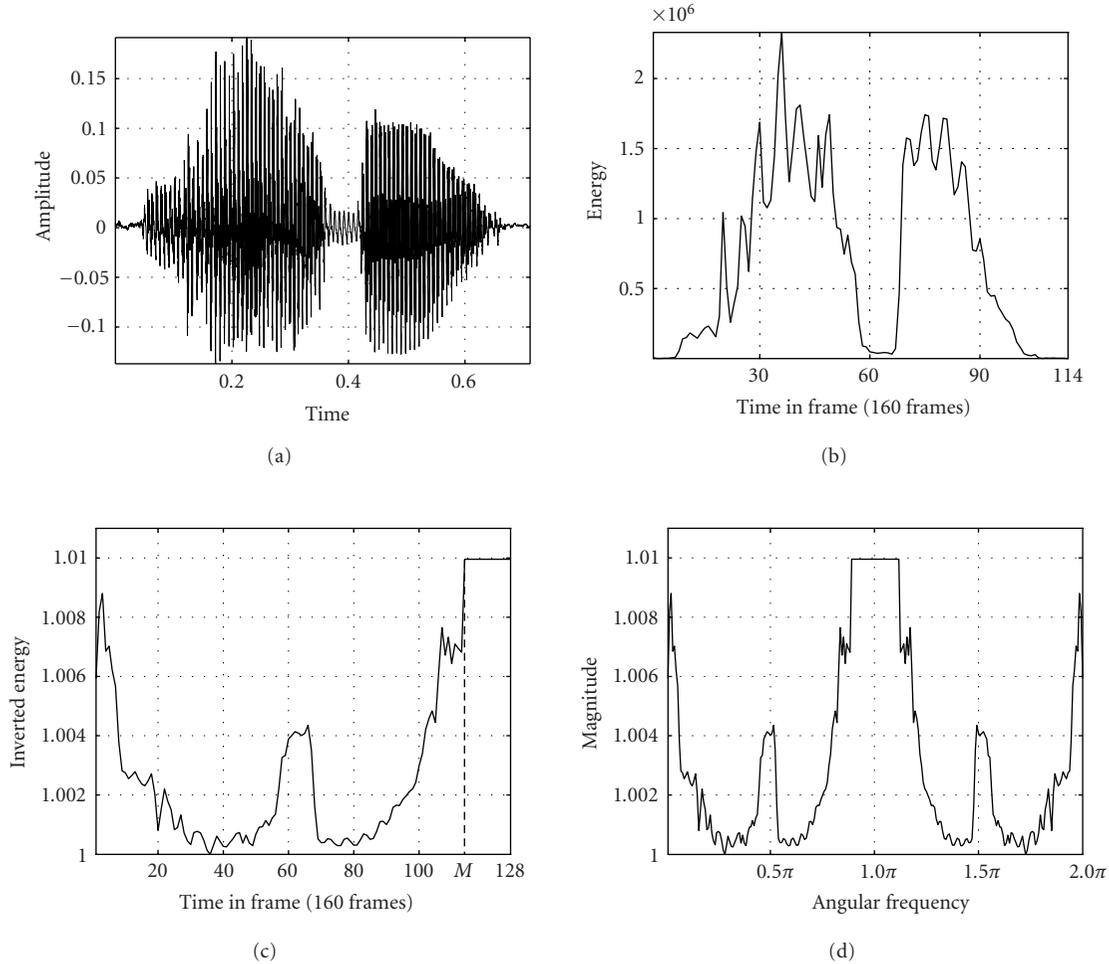 0.15
0.1
0.05
0
−0.05
−0.1
Amplitude
0.2 0.4 0.6
Time
(a)
×10⁶
2
1.5
1
0.5
Energy
30 60 90 114
Time in frame (160 frames)
(b)
1.01
1.008
1.006
1.004
1.002
1
Inverted energy
20 40 60 80 100 M 128
Time in frame (160 frames)
(c)
1.01
1.008
1.006
1.004
1.002
1
Magnitude
0.5π 1.0π 1.5π 2.0π
Angular frequency
(d)